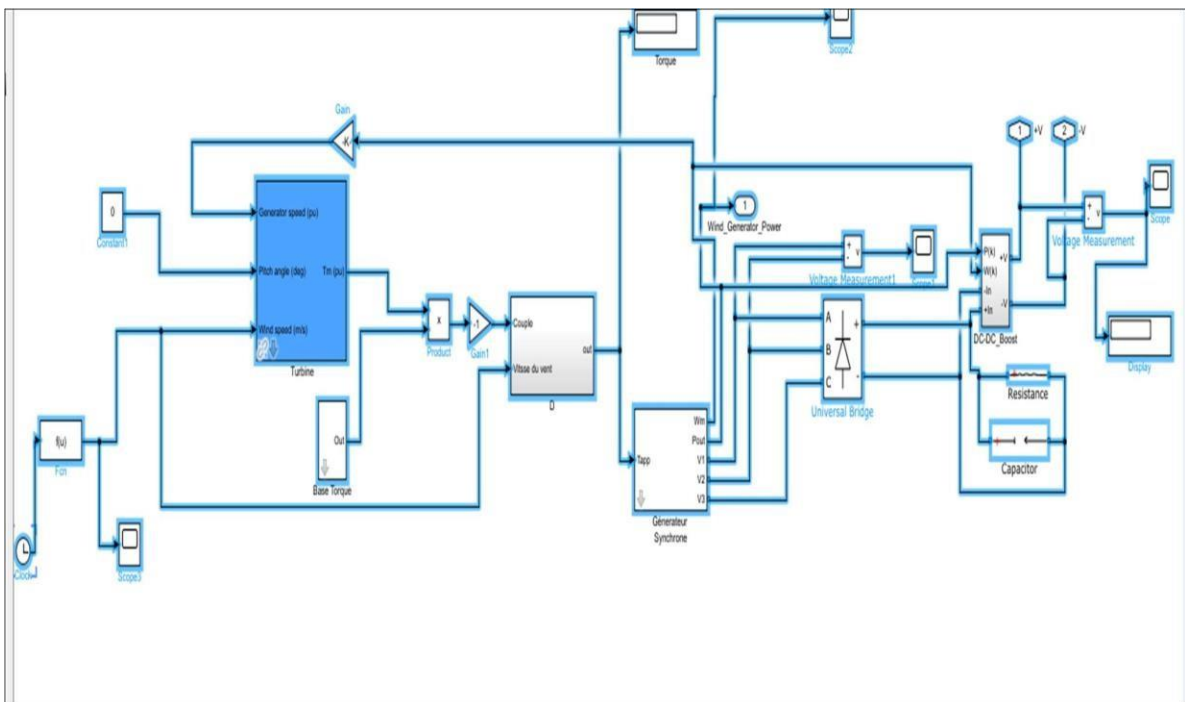 Scope2
Torque
Gain
-K-
1
+V
2
-V
0
Constant1
Generator speed (pu)
Pitch angle (deg)
Tm (pu)
Wind speed (m/s)
Turbine
1
Wind_Generator_Power
+
-
v
Voltage Measurement
Scope
+
-
v
Voltage Measurement1
P(k)
W(k)
-In
+In
+V
-V
DC-DC_Boost
x
Product
-1
Gain1
Couple
Vitsse du vent
out
D
A
B
C
+
-
Universal Bridge
Display
Resistance
Capacitor
f(u)
Fcn
Out
Base Torque
Tapp
Wm
Pout
V1
V2
V3
Génerateur
Synchrone
Clock
Scope3